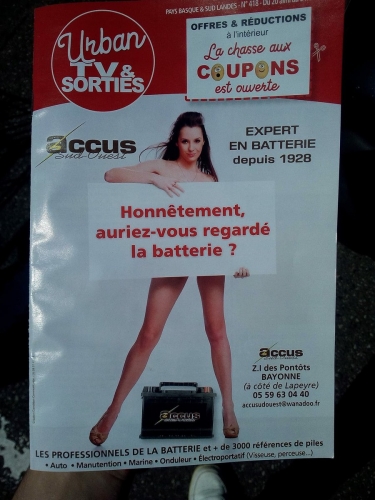 PAYS BASQUE & SUD LANDES - N° 418 - Du 20
Urban
TV &
SORTIES
OFFRES & RÉDUCTIONS
à l'intérieur
La chasse aux
COUPONS
est ouverte
accus
Sud-Ouest
EXPERT
EN BATTERIE
depuis 1928
Honnêtement,
auriez-vous regardé
la batterie ?
accus
accus
Z.I des Pontôts
BAYONNE
(à côté de Lapeyre)
05 59 63 04 40
accusudouest@wanadoo.fr
LES PROFESSIONNELS DE LA BATTERIE et + de 3000 références de piles
• Auto • Manutention • Marine • Onduleur • Électroportatif (Visseuse, perceuse...)